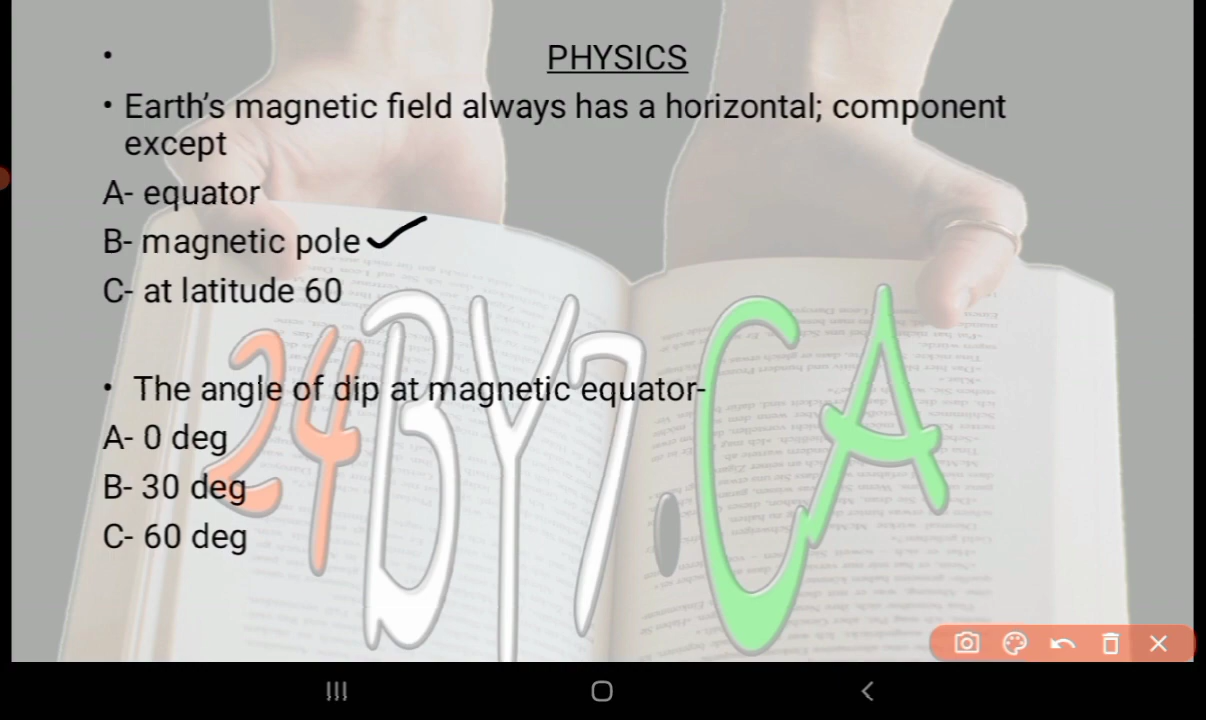 PHYSICS
• Earth's magnetic field always has a horizontal; component
except
A- equator
B- magnetic pole
C- at latitude 60
• The angle of dip at magnetic equator-
A- 0 deg
B- 30 deg
C- 60 deg
24BY7.CA